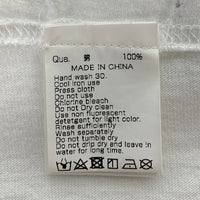 Qua. 男 100%
MADE IN CHINA
Hand wash 30.
Cool iron use
Press cloth
Do not use
Chlorine bleach
Do not Dry clean
Use non fluorescent
detergent for light color.
Rinse sufficiently
Wash separately
Do not tumble dry
Do not drip dry and leave in
water for long time.